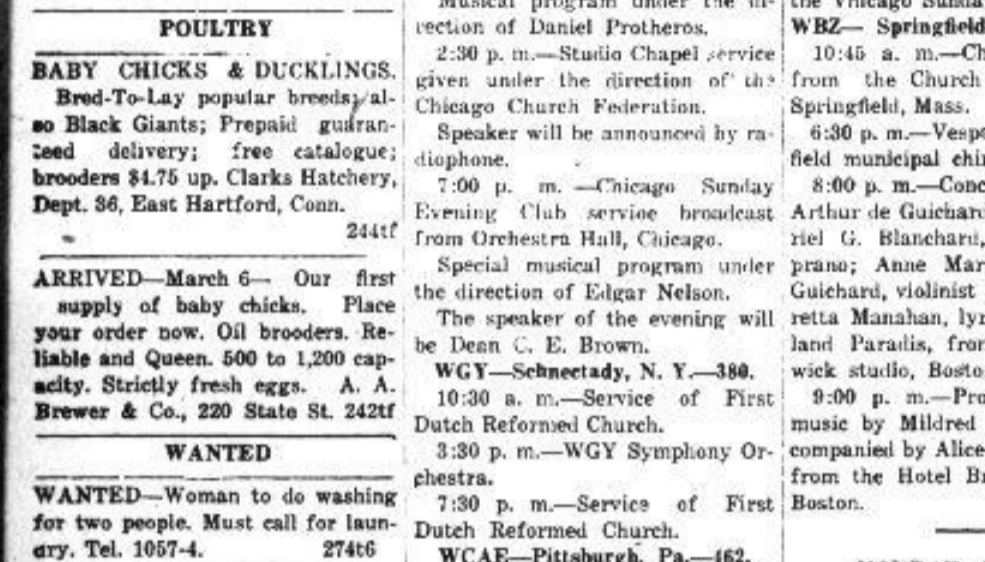 POULTRY
BABY CHICKS & DUCKLINGS.
Bred-To-Lay popular breeds; al-
so Black Giants; Prepaid guaran-
teed delivery; free catalogue;
brooders $4.75 up. Clarks Hatchery,
Dept. 36, East Hartford, Conn.
244tf
ARRIVED—March 6— Our first
supply of baby chicks. Place
your order now. Oil brooders. Re-
liable and Queen. 500 to 1,200 cap-
acity. Strictly fresh eggs. A. A.
Brewer & Co., 220 State St. 242tf
WANTED
WANTED—Woman to do washing
for two people. Must call for laun-
dry. Tel. 1057-4. 274t6
Musical program under the di-
rection of Daniel Protheros.
2:30 p. m.—Studio Chapel service
given under the direction of the
Chicago Church Federation.
Speaker will be announced by ra-
diophone.
7:00 p. m. —Chicago Sunday
Evening Club service broadcast
from Orchestra Hall, Chicago.
Special musical program under
the direction of Edgar Nelson.
The speaker of the evening will
be Dean C. E. Brown.
WGY—Schnectady, N. Y.—380.
10:30 a. m.—Service of First
Dutch Reformed Church.
3:30 p. m.—WGY Symphony Or-
chestra.
7:30 p. m.—Service of First
Dutch Reformed Church.
WCAE—Pittsburgh, Pa.—462.
the Chicago Sunda
WBZ— Springfield
10:45 a. m.—Ch
from the Church
Springfield, Mass.
6:30 p. m.—Vespe
field municipal chi
8:00 p. m.—Conc
Arthur de Guichar
riel G. Blanchard,
prano; Anne Mar
Guichard, violinist
retta Manahan, lyr
land Paradis, fro
wick studio, Bosto
9:00 p. m.—Pro
music by Mildred
companied by Alice
from the Hotel Br
Boston.